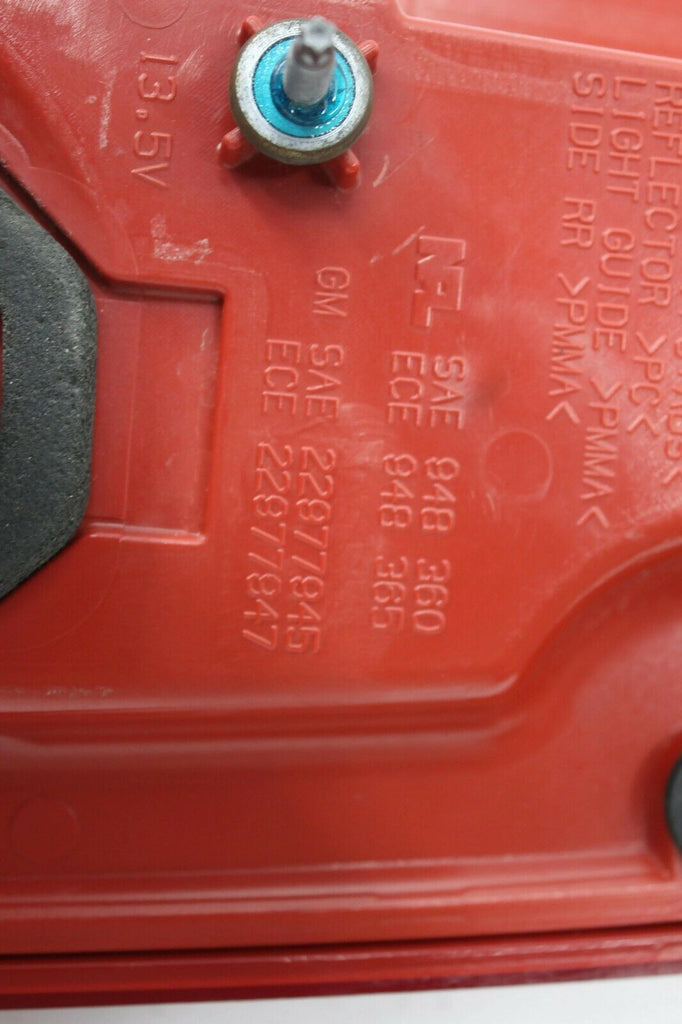 REFLECTOR >PC<
LIGHT GUIDE >PMMA<
SIDE RR >PMMA<
SAE 948 360
ECE 948 365
GM SAE 22977945
ECE 22977947
13.5V